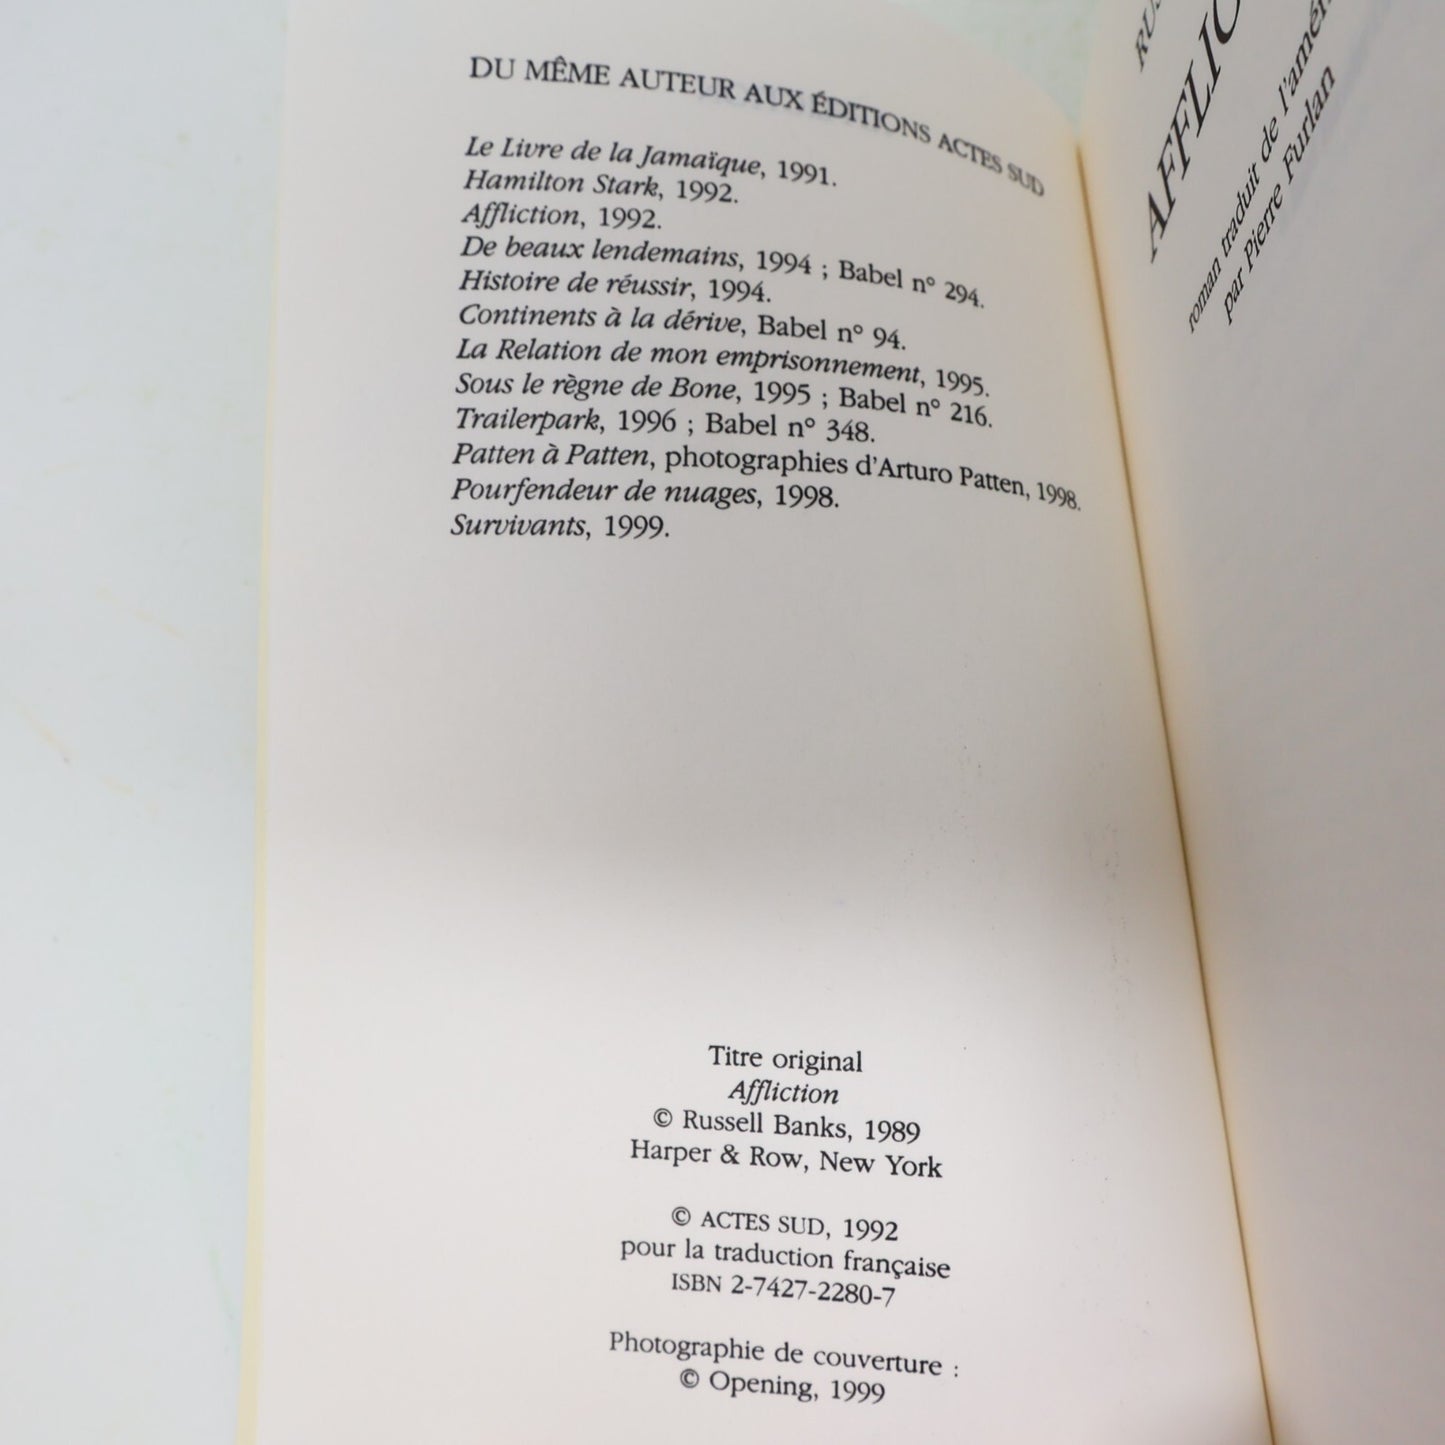 DU MÊME AUTEUR AUX ÉDITIONS ACTES SUD
Le Livre de la Jamaïque, 1991.
Hamilton Stark, 1992.
Affliction, 1992.
De beaux lendemains, 1994 ; Babel n° 294.
Histoire de réussir, 1994.
Continents à la dérive, Babel n° 94.
La Relation de mon emprisonnement, 1995.
Sous le règne de Bone, 1995 ; Babel n° 216.
Trailerpark, 1996 ; Babel n° 348.
Patten à Patten, photographies d'Arturo Patten, 1998.
Pourfendeur de nuages, 1998.
Survivants, 1999.
Titre original
Affliction
© Russell Banks, 1989
Harper & Row, New York
© ACTES SUD, 1992
pour la traduction française
ISBN 2-7427-2280-7
Photographie de couverture :
© Opening, 1999
roman traduit de
par Pierre Furlan